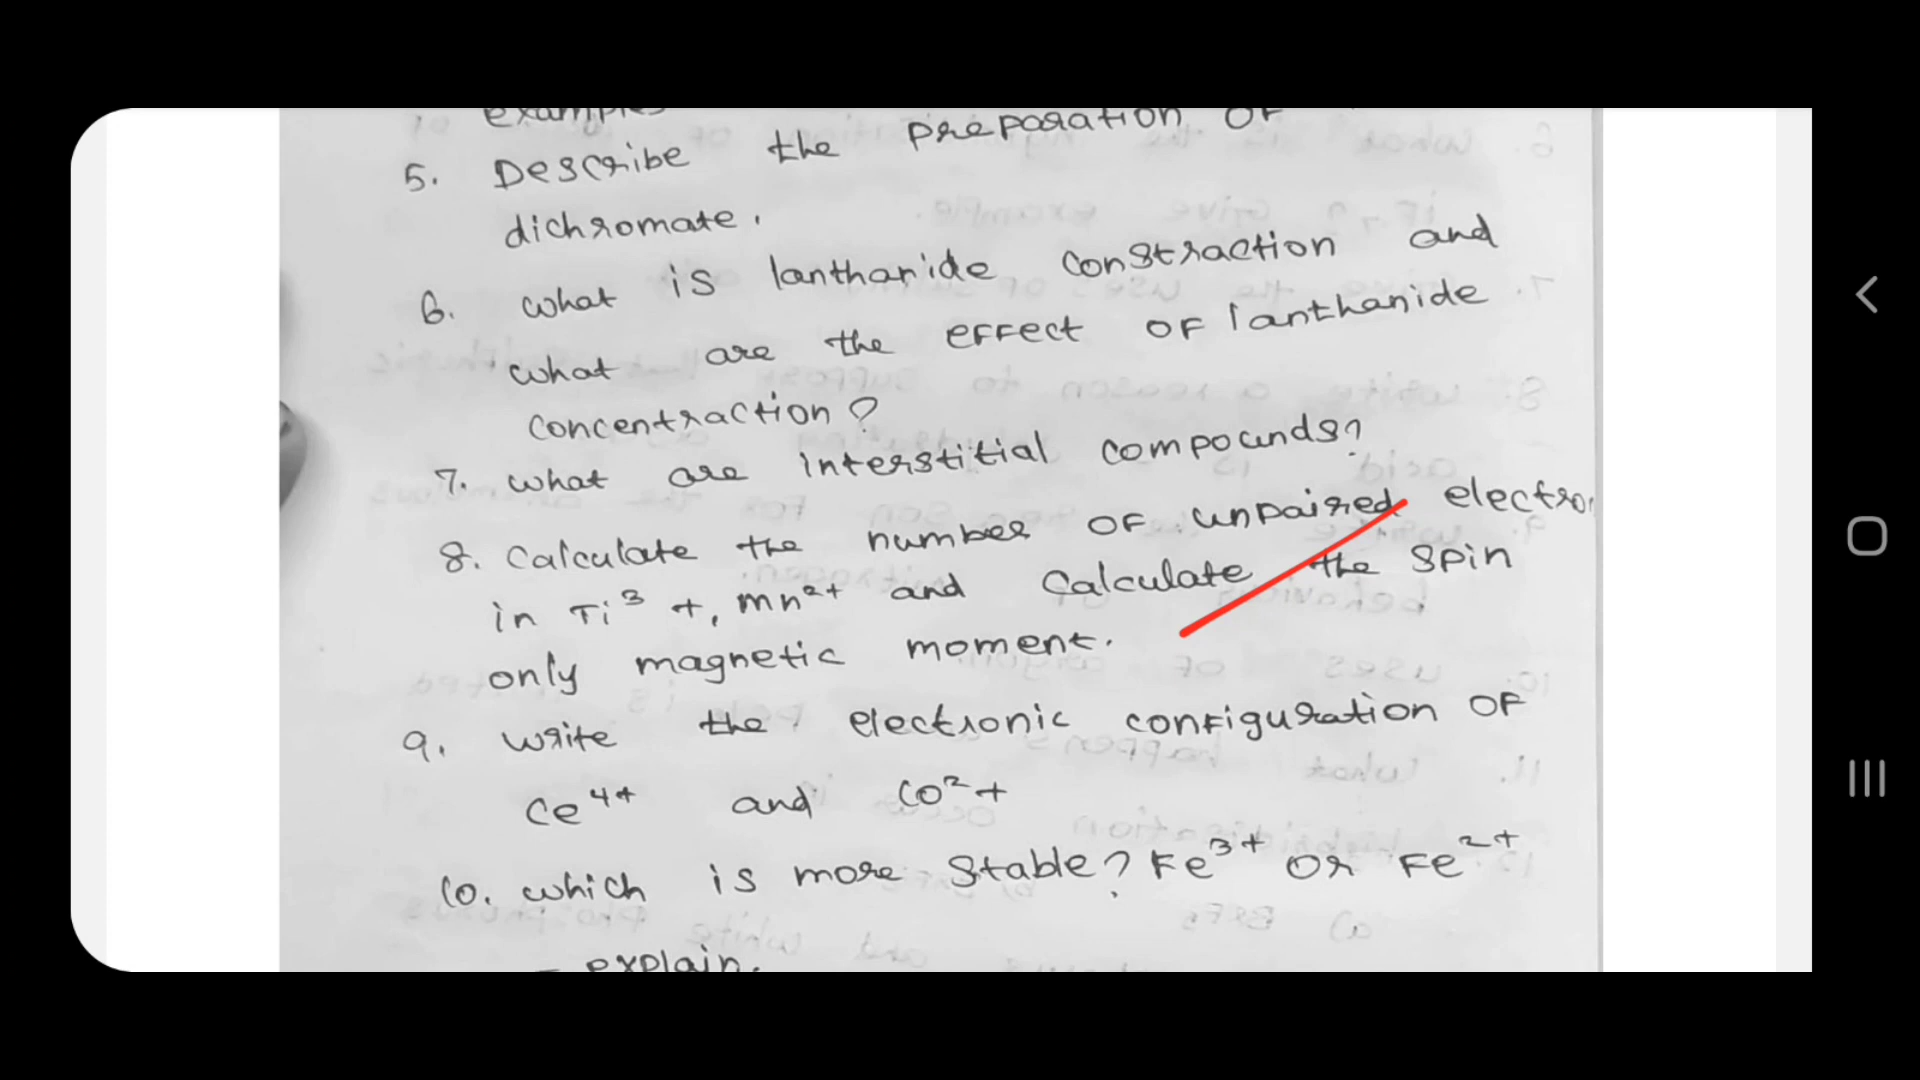 examples
5. Describe the preparation of
dichromate.
6. what is lanthanide constraction and
what are the effect of lanthanide
concentraction?
7. what are interstitial compounds?
8. calculate the number of unpaired electro
in Ti³ +, mn²+ and calculate the spin
only magnetic moment.
9. write the electronic configuration of
Ce⁴+ and Co²+
10. which is more stable? Fe³+ or Fe²+
- explain.